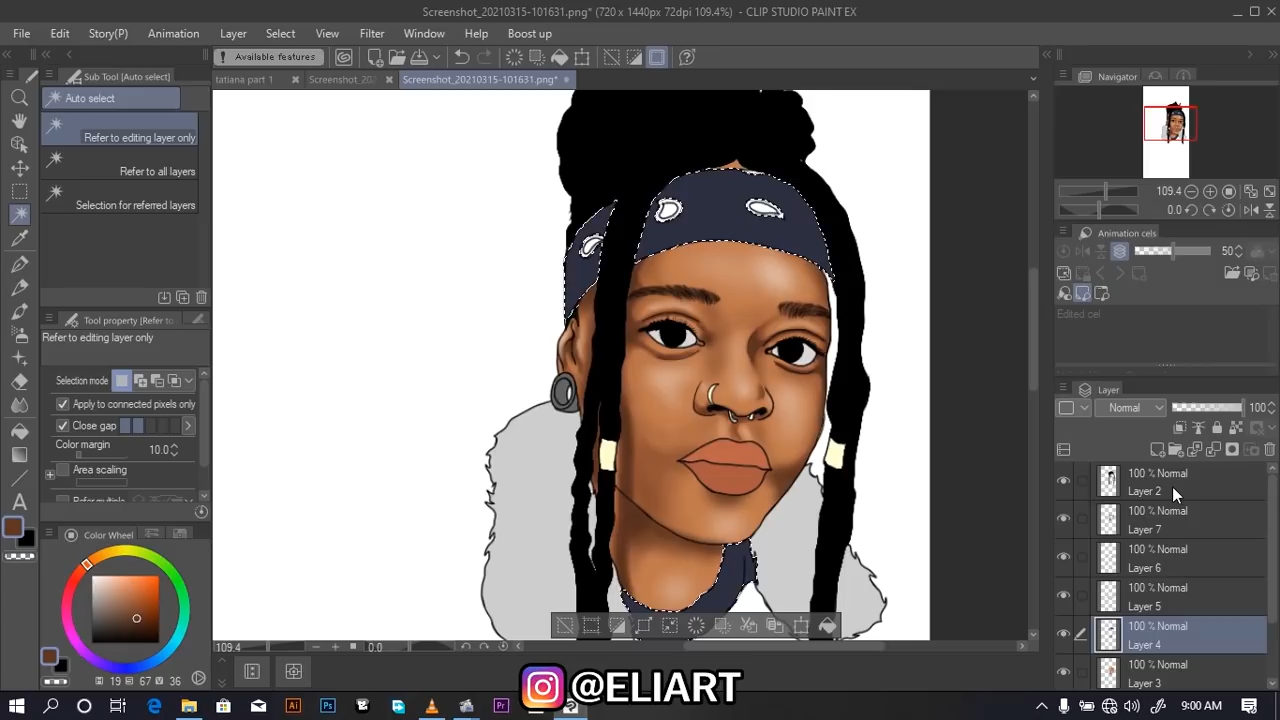 Screenshot_20210315-101631.png* (720 x 1440px 72dpi 109.4%) - CLIP STUDIO PAINT EX
File Edit Story(P) Animation Layer Select View Filter Window Help Boost up
Available features
Sub Tool [Auto select]
tatiana part 1
Screenshot_202
Screenshot_20210315-101631.png*
Navigator
Auto select
Refer to editing layer only
Refer to all layers
Selection for referred layers
109.4
0.0
Animation cels
50
Edited cel
Tool property [Refer to
Refer to editing layer only
Selection mode
Apply to connected pixels only
Close gap
Color margin
10.0
Area scaling
Refer multiple
Color Wheel
19 67 36
Layer
Normal
100
100 % Normal
Layer 2
100 % Normal
Layer 7
100 % Normal
Layer 6
100 % Normal
Layer 5
100 % Normal
Layer 4
100 % Normal
Layer 3
109.4
0.0
@ELIART
Ai
Ps
Pr
9:00 AM